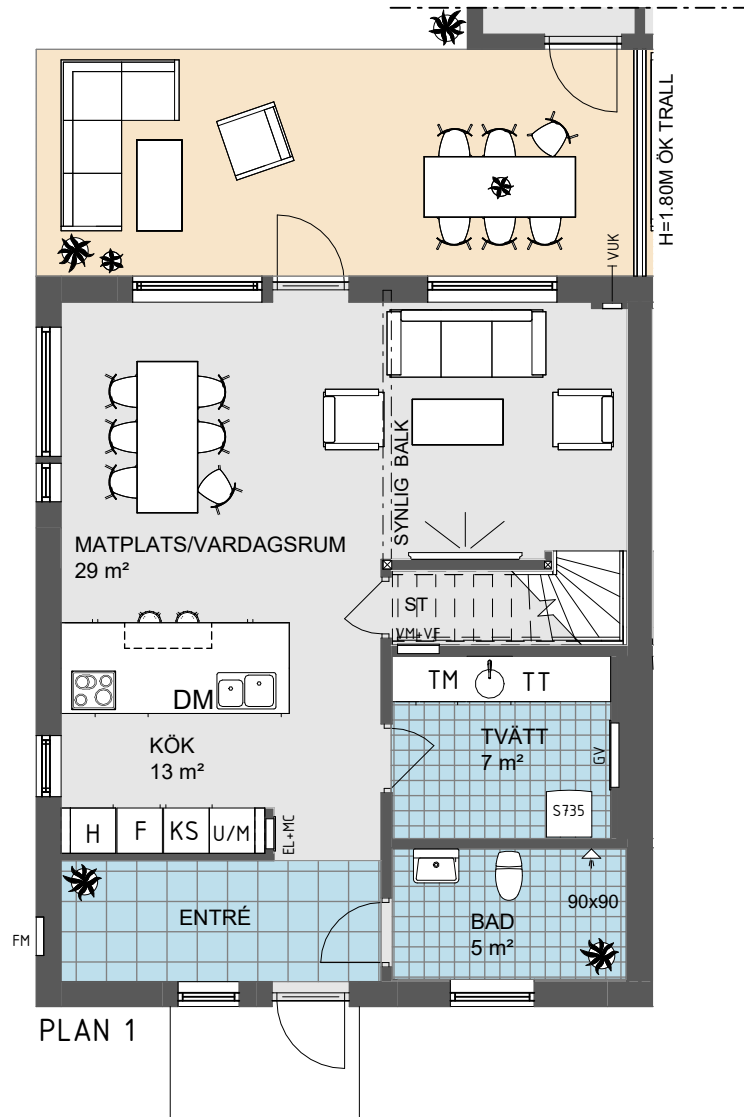 H=1.80M ÖK TRALL
VUK
SYNLIG BALK
MATPLATS/VARDAGSRUM
29 m²
ST
VM+VF
TM
TT
DM
TVÄTT
7 m²
GV
KÖK
13 m²
S735
H
F
KS
U/M
EL+MC
90x90
ENTRÉ
BAD
5 m²
FM
PLAN 1